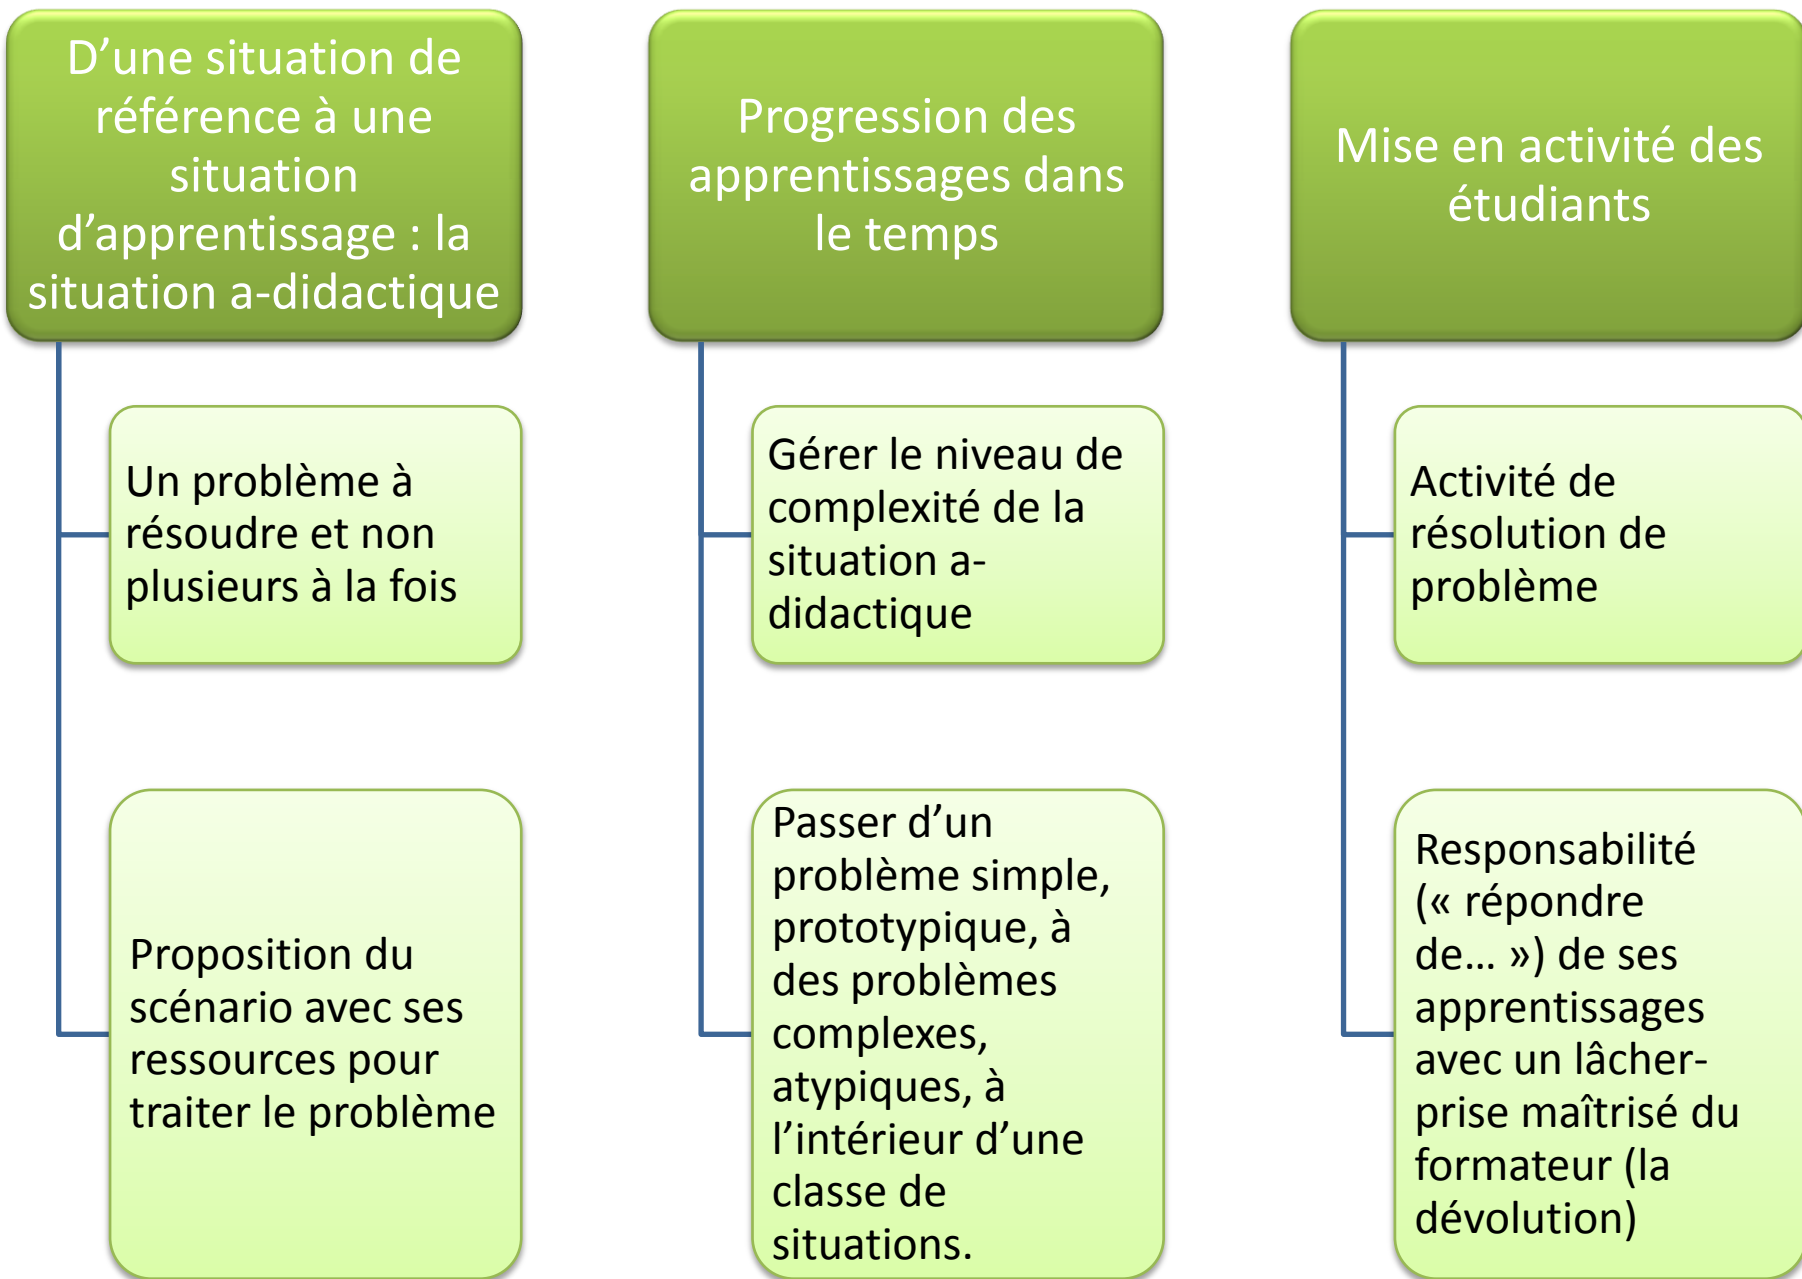 D’une situation de
référence à une
situation
d’apprentissage : la
situation a-didactique
Un problème à
résoudre et non
plusieurs à la fois
Proposition du
scénario avec ses
ressources pour
traiter le problème
Progression des
apprentissages dans
le temps
Gérer le niveau de
complexité de la
situation a-
didactique
Passer d’un
problème simple,
prototypique, à
des problèmes
complexes,
atypiques, à
l’intérieur d’une
classe de
situations.
Mise en activité des
étudiants
Activité de
résolution de
problème
Responsabilité
(« répondre
de… ») de ses
apprentissages
avec un lâcher-
prise maîtrisé du
formateur (la
dévolution)